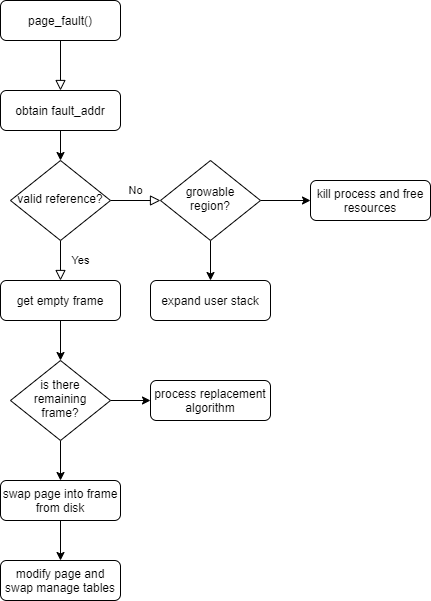 page_fault()
obtain fault_addr
valid reference?
No
growable
region?
kill process and free
resources
Yes
get empty frame
expand user stack
is there
remaining
frame?
process replacement
algorithm
swap page into frame
from disk
modify page and
swap manage tables